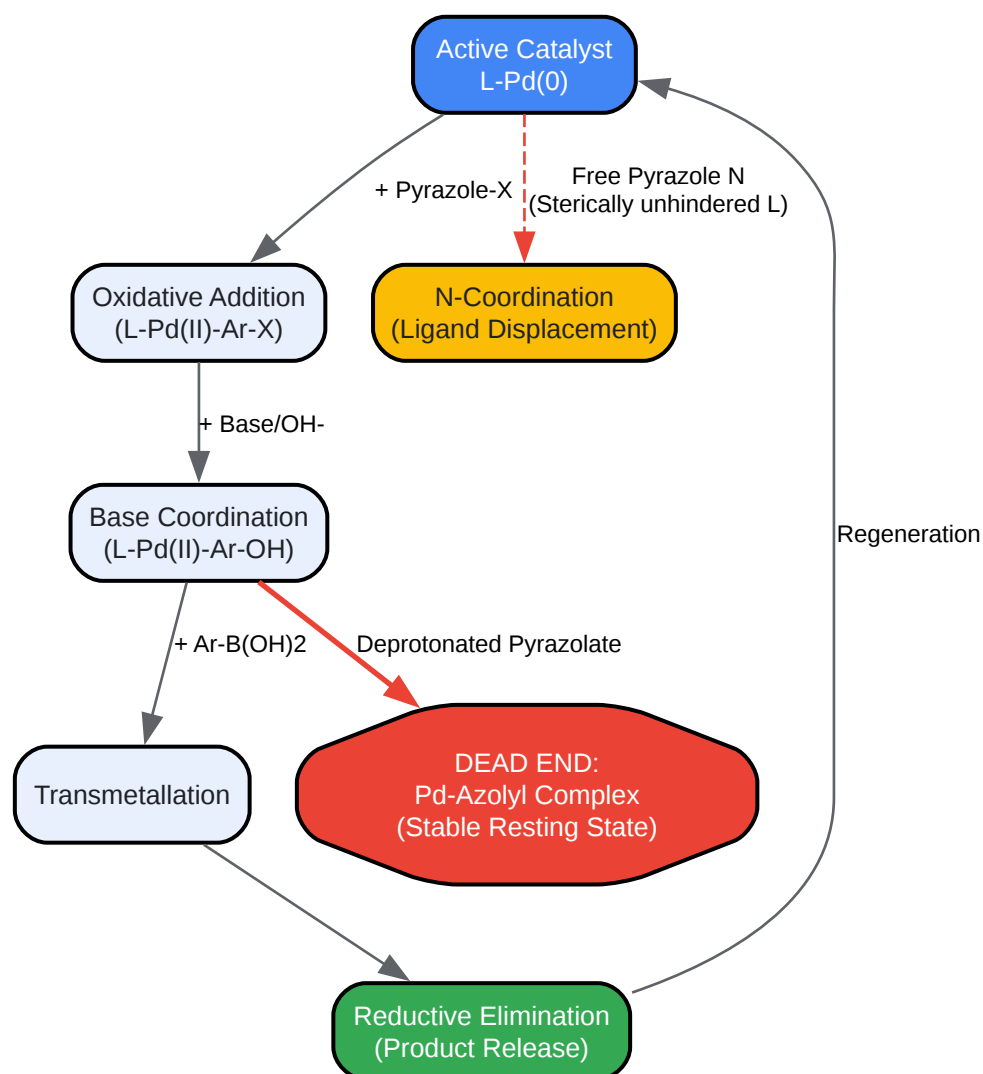 Active Catalyst
L-Pd(0)
+ Pyrazole-X
Free Pyrazole N
(Sterically unhindered L)
Oxidative Addition
(L-Pd(II)-Ar-X)
N-Coordination
(Ligand Displacement)
+ Base/OH-
Base Coordination
(L-Pd(II)-Ar-OH)
Regeneration
+ Ar-B(OH)2
Deprotonated Pyrazolate
Transmetallation
DEAD END:
Pd-Azolyl Complex
(Stable Resting State)
Reductive Elimination
(Product Release)